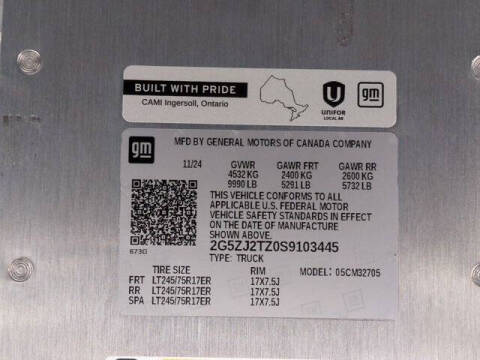 BUILT WITH PRIDE
CAMI Ingersoll, Ontario
UNIFOR
LOCAL 88
gm
gm
MFD BY GENERAL MOTORS OF CANADA COMPANY
11/24 GVWR GAWR FRT GAWR RR
4532 KG 2400 KG 2600 KG
9990 LB 5291 LB 5732 LB
THIS VEHICLE CONFORMS TO ALL
APPLICABLE U.S. FEDERAL MOTOR
VEHICLE SAFETY STANDARDS IN EFFECT
ON THE DATE OF MANUFACTURE
SHOWN ABOVE.
2G5ZJ2TZ0S9103445
673G TYPE: TRUCK
TIRE SIZE RIM MODEL: 05CM32705
FRT LT245/75R17ER 17X7.5J
RR LT245/75R17ER 17X7.5J
SPA LT245/75R17ER 17X7.5J